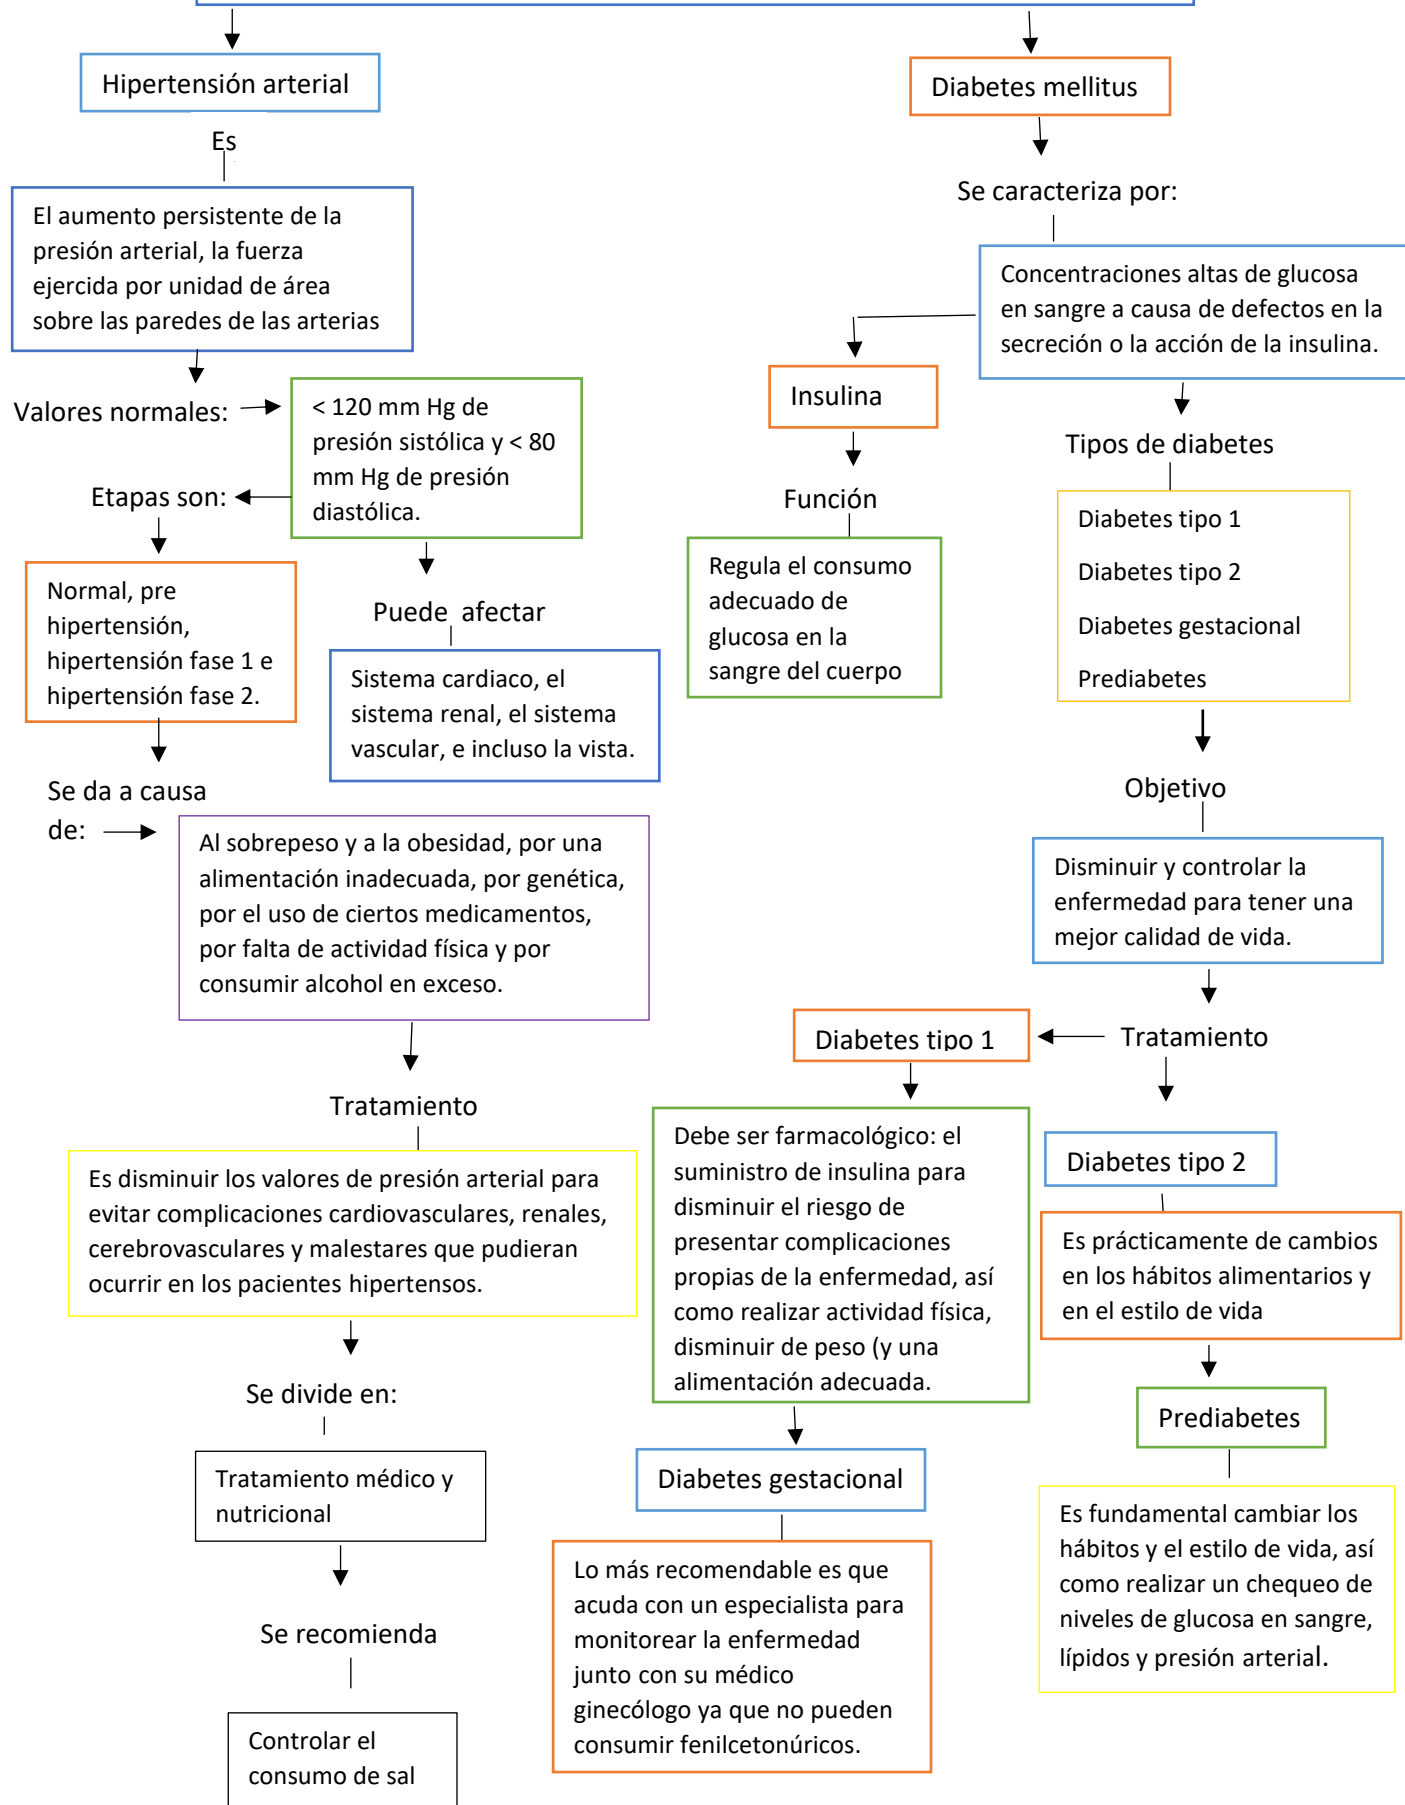 Hipertensión arterial
Es
El aumento persistente de la
presión arterial, la fuerza
ejercida por unidad de área
sobre las paredes de las arterias
Valores normales:
< 120 mm Hg de
presión sistólica y < 80
mm Hg de presión
diastólica.
Etapas son:
Normal, pre
hipertensión,
hipertensión fase 1 e
hipertensión fase 2.
Puede afectar
Sistema cardiaco, el
sistema renal, el sistema
vascular, e incluso la vista.
Se da a causa
de:
Al sobrepeso y a la obesidad, por una
alimentación inadecuada, por genética,
por el uso de ciertos medicamentos,
por falta de actividad física y por
consumir alcohol en exceso.
Tratamiento
Es disminuir los valores de presión arterial para
evitar complicaciones cardiovasculares, renales,
cerebrovasculares y malestares que pudieran
ocurrir en los pacientes hipertensos.
Se divide en:
Tratamiento médico y
nutricional
Se recomienda
Controlar el
consumo de sal
Diabetes mellitus
Se caracteriza por:
Concentraciones altas de glucosa
en sangre a causa de defectos en la
secreción o la acción de la insulina.
Insulina
Función
Regula el consumo
adecuado de
glucosa en la
sangre del cuerpo
Tipos de diabetes
Diabetes tipo 1
Diabetes tipo 2
Diabetes gestacional
Prediabetes
Objetivo
Disminuir y controlar la
enfermedad para tener una
mejor calidad de vida.
Tratamiento
Diabetes tipo 1
Debe ser farmacológico: el
suministro de insulina para
disminuir el riesgo de
presentar complicaciones
propias de la enfermedad, así
como realizar actividad física,
disminuir de peso (y una
alimentación adecuada.
Diabetes gestacional
Lo más recomendable es que
acuda con un especialista para
monitorear la enfermedad
junto con su médico
ginecólogo ya que no pueden
consumir fenilcetonúricos.
Diabetes tipo 2
Es prácticamente de cambios
en los hábitos alimentarios y
en el estilo de vida
Prediabetes
Es fundamental cambiar los
hábitos y el estilo de vida, así
como realizar un chequeo de
niveles de glucosa en sangre,
lípidos y presión arterial.